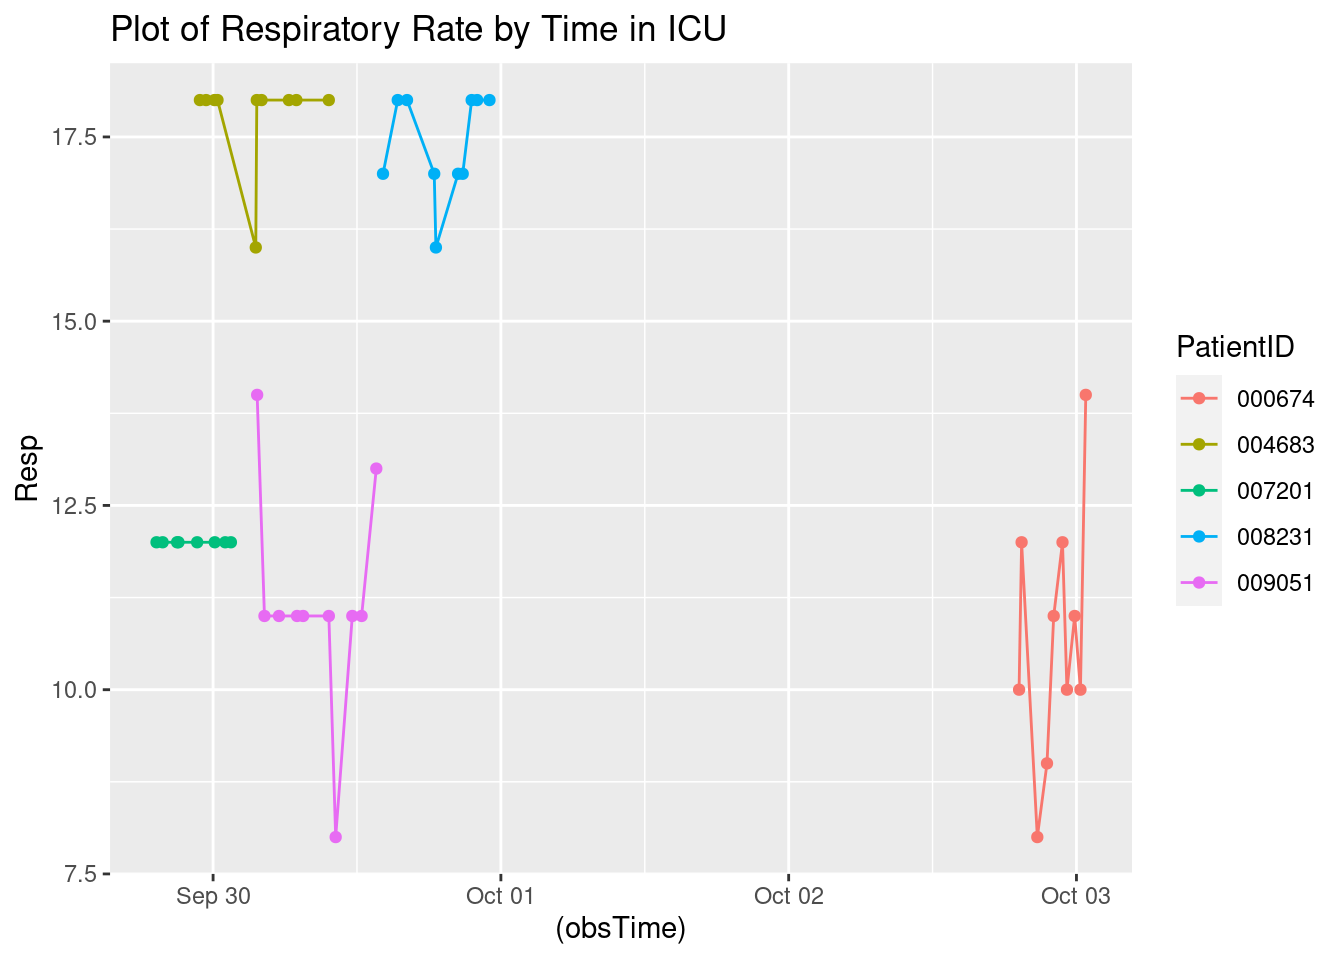 Plot of Respiratory Rate by Time in ICU
17.5
15.0
12.5
10.0
7.5
Resp
Sep 30
Oct 01
Oct 02
Oct 03
(obsTime)
PatientID
000674
004683
007201
008231
009051